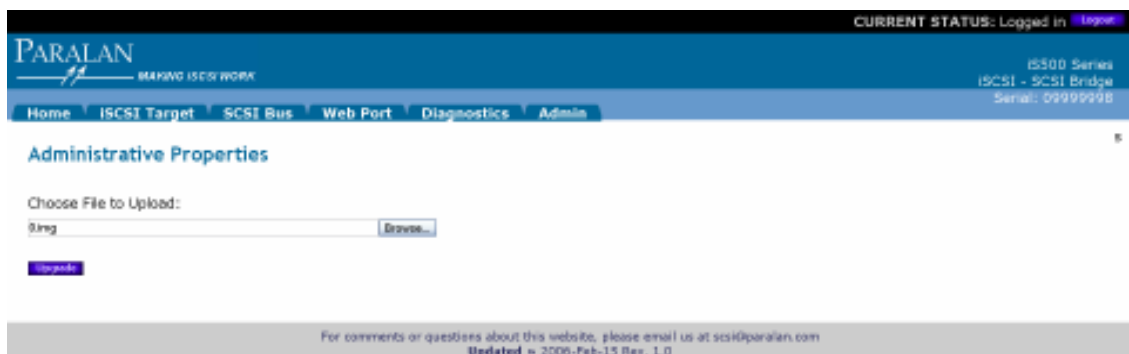 CURRENT STATUS: Logged in Logout
PARALAN
MAKING ISCSI WORK
iS500 Series
iSCSI - SCSI Bridge
Serial: 09999998
Home iSCSI Target SCSI Bus Web Port Diagnostics Admin
Administrative Properties
Choose File to Upload:
Browse...
Upgrade
For comments or questions about this website, please email us at scsi@paralan.com
Updated 2006-Feb-15 Rev. 1.0